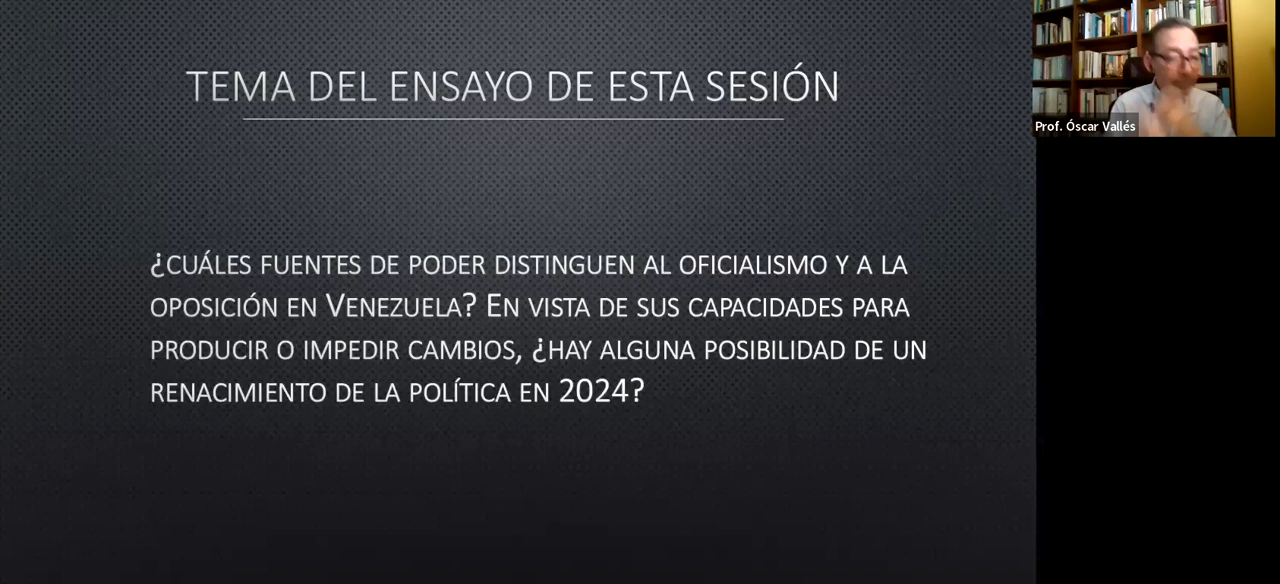 TEMA DEL ENSAYO DE ESTA SESIÓN
¿CUÁLES FUENTES DE PODER DISTINGUEN AL OFICIALISMO Y A LA
OPOSICIÓN EN VENEZUELA? EN VISTA DE SUS CAPACIDADES PARA
PRODUCIR O IMPEDIR CAMBIOS, ¿HAY ALGUNA POSIBILIDAD DE UN
RENACIMIENTO DE LA POLÍTICA EN 2024?
Prof. Óscar Vallés